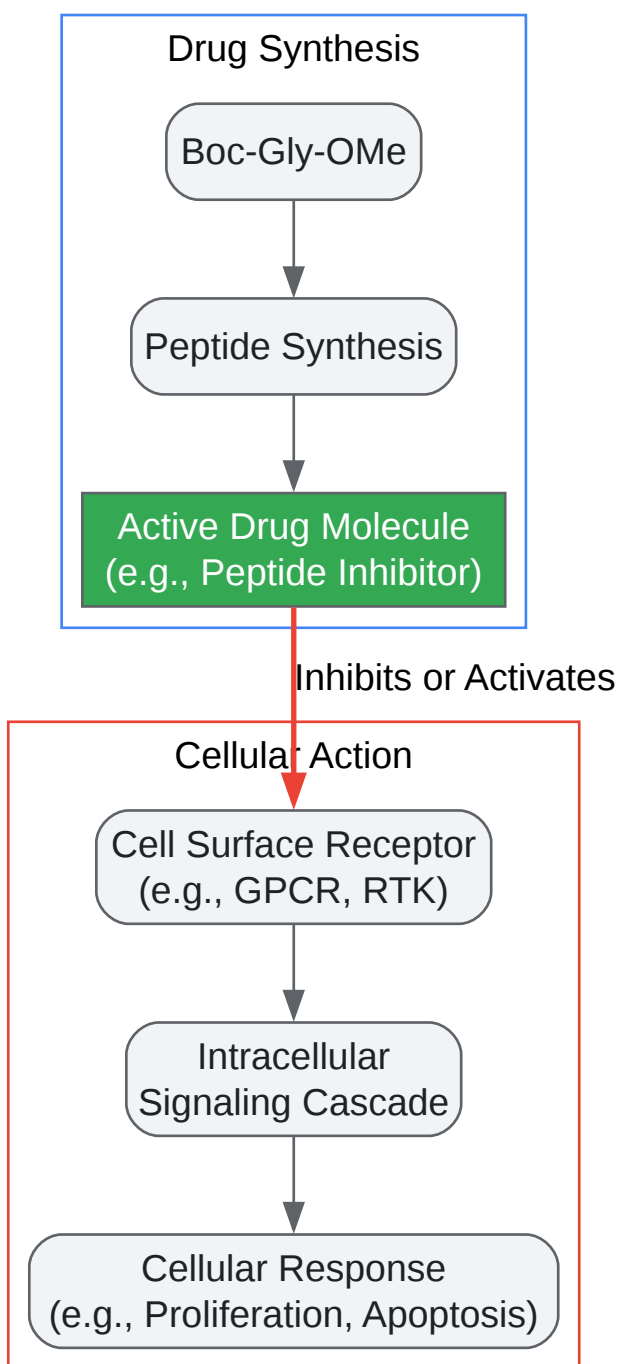 Drug Synthesis
Boc-Gly-OMe
Peptide Synthesis
Active Drug Molecule
(e.g., Peptide Inhibitor)
Inhibits or Activates
Cellular Action
Cell Surface Receptor
(e.g., GPCR, RTK)
Intracellular
Signaling Cascade
Cellular Response
(e.g., Proliferation, Apoptosis)